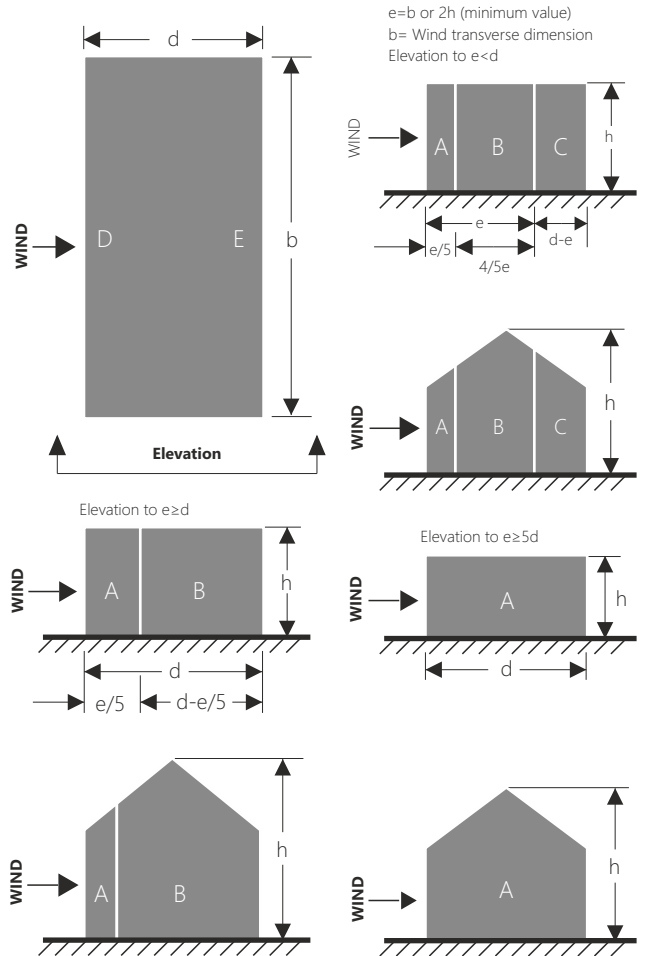 d
WIND
D
E
b
Elevation
e=b or 2h (minimum value)
b= Wind transverse dimension
Elevation to e<d
WIND
A
B
C
h
e
d-e
e/5
4/5e
WIND
A
B
C
h
Elevation to e≥d
WIND
A
B
h
d
e/5
d-e/5
Elevation to e≥5d
WIND
A
h
d
WIND
A
B
h
WIND
A
h